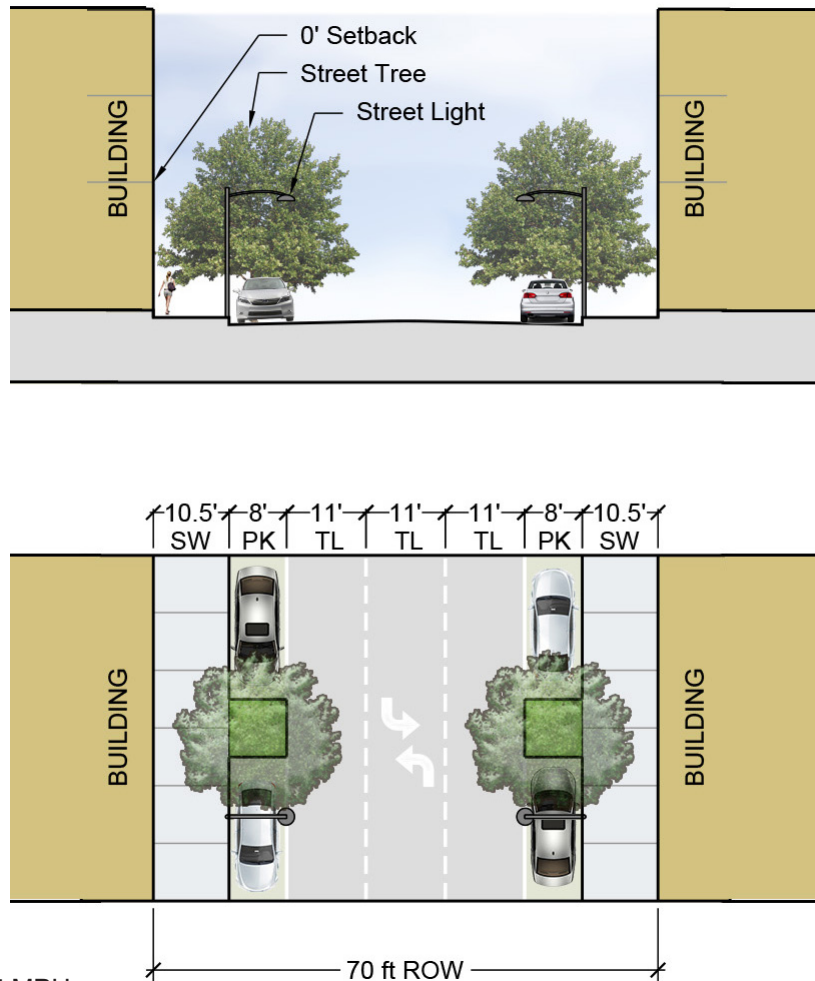 0' Setback
Street Tree
Street Light
BUILDING
BUILDING
10.5' 8' 11' 11' 11' 8' 10.5'
SW PK TL TL TL PK SW
BUILDING
BUILDING
70 ft ROW